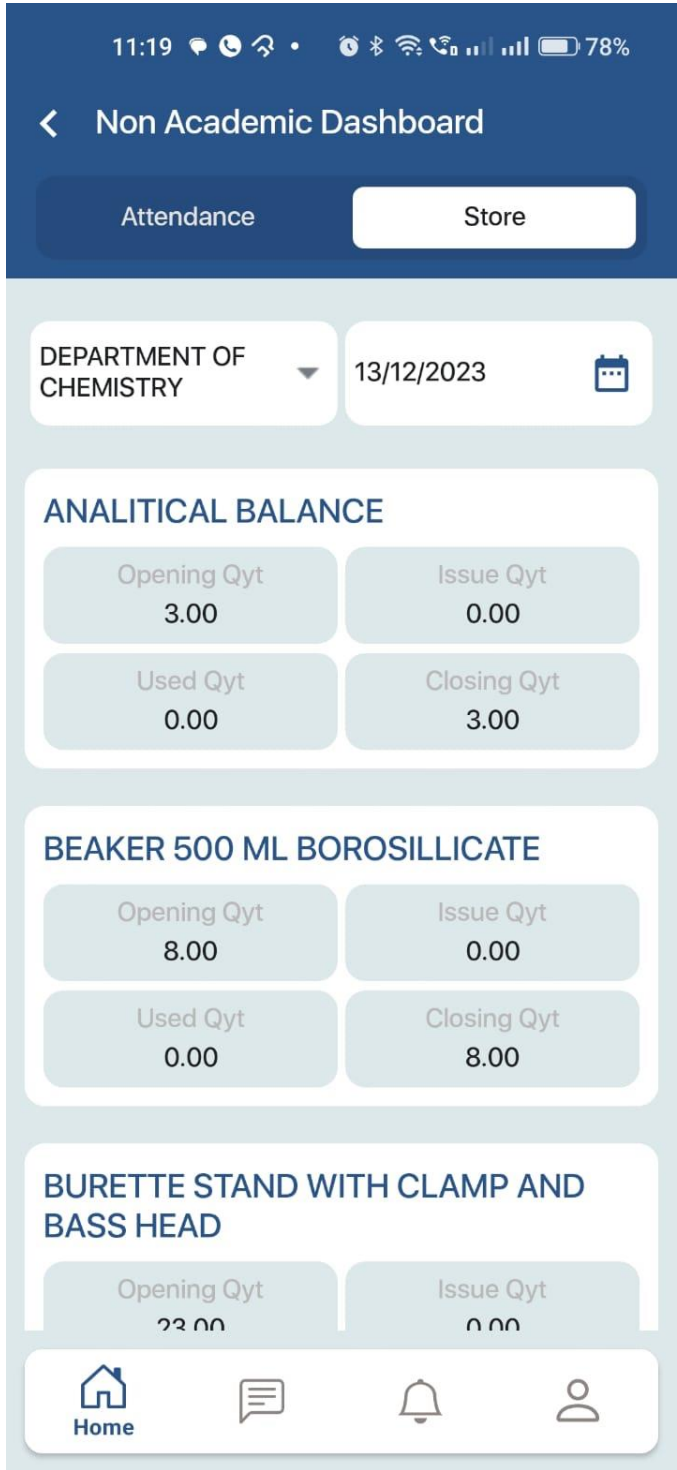 11:19 78%
Non Academic Dashboard
Attendance Store
DEPARTMENT OF
CHEMISTRY
13/12/2023
ANALITICAL BALANCE
Opening Qyt Issue Qyt
3.00 0.00
Used Qyt Closing Qyt
0.00 3.00
BEAKER 500 ML BOROSILLICATE
Opening Qyt Issue Qyt
8.00 0.00
Used Qyt Closing Qyt
0.00 8.00
BURETTE STAND WITH CLAMP AND
BASS HEAD
Opening Qyt Issue Qyt
23.00 0.00
Home